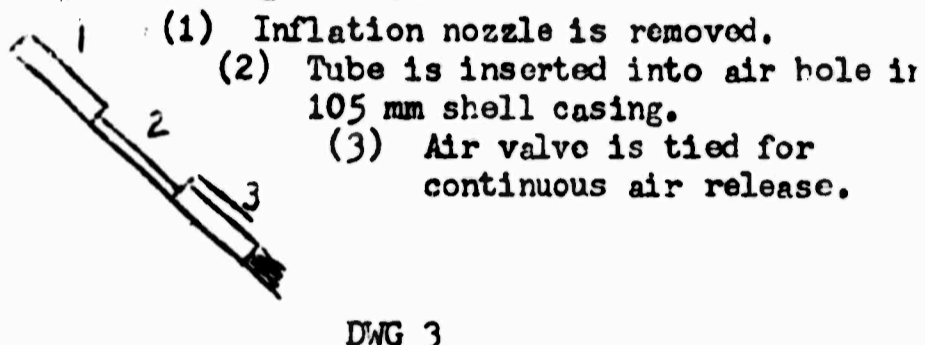 1 (1) Inflation nozzle is removed.
2 (2) Tube is inserted into air hole
105 mm shell casing.
3 (3) Air valve is tied for
continuous air release.
DWG 3